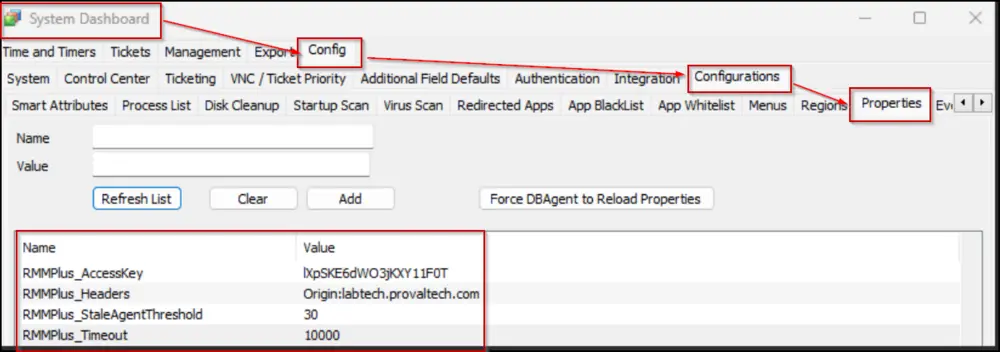 System Dashboard
Time and Timers Tickets Management Export Config
System Control Center Ticketing VNC / Ticket Priority Additional Field Defaults Authentication Integration Configurations
Smart Attributes Process List Disk Cleanup Startup Scan Virus Scan Redirected Apps App BlackList App Whitelist Menus Regions Properties
Name
Value
Refresh List Clear Add Force DBAgent to Reload Properties
Name Value
RMMPlus_AccessKey lXpSKE6dWO3jKXY11F0T
RMMPlus_Headers Origin:labtech.provaltech.com
RMMPlus_StaleAgentThreshold 30
RMMPlus_Timeout 10000